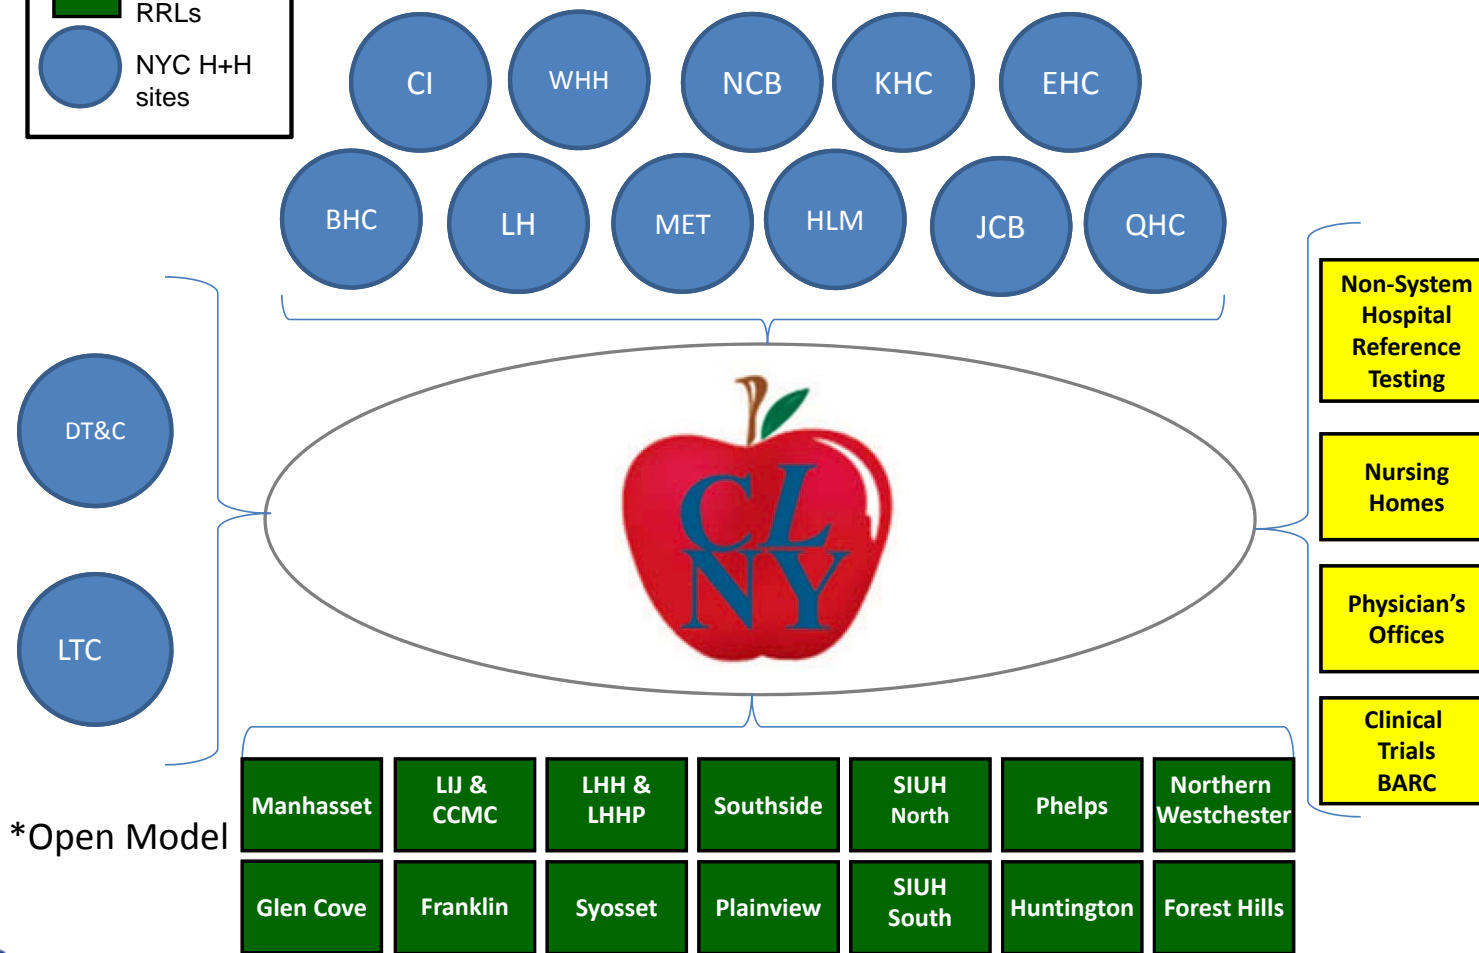 RRLs
NYC H+H
sites
CI
WHH
NCB
KHC
EHC
BHC
LH
MET
HLM
JCB
QHC
DT&C
LTC
CL
NY
Non-System
Hospital
Reference
Testing
Nursing
Homes
Physician’s
Offices
Clinical
Trials
BARC
*Open Model
Manhasset
LIJ &
CCMC
LHH &
LHHP
Southside
SIUH
North
Phelps
Northern
Westchester
Glen Cove
Franklin
Syosset
Plainview
SIUH
South
Huntington
Forest Hills